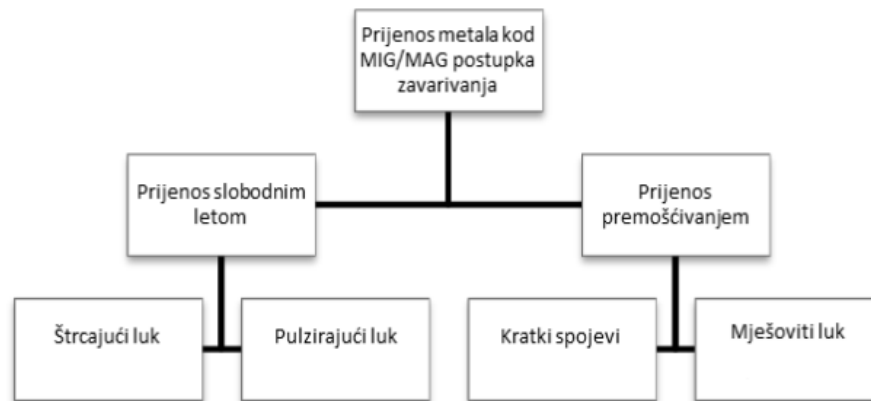 Prijenos metala kod
MIG/MAG postupka
zavarivanja
Prijenos slobodnim
letom
Prijenos
premošćivanjem
Štrcajući luk
Pulzirajući luk
Kratki spojevi
Mješoviti luk